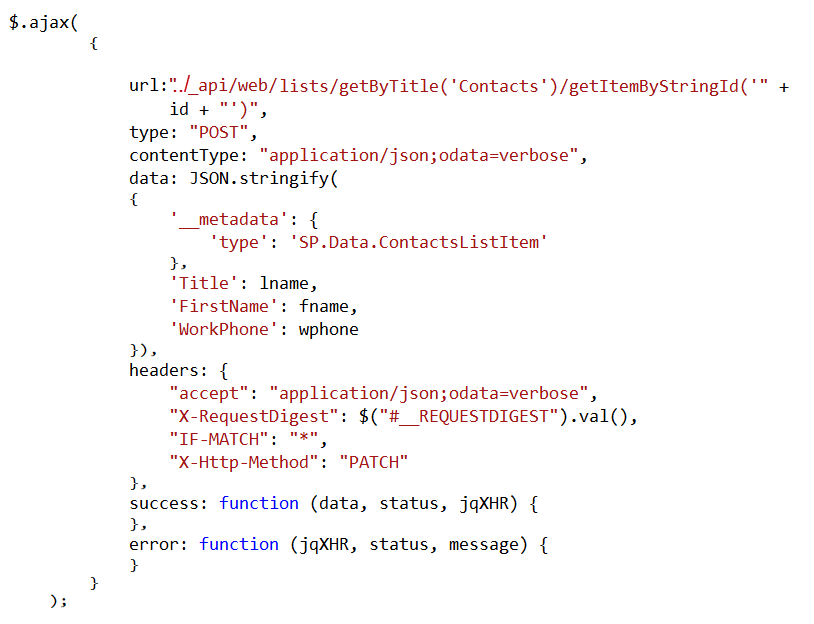 $.ajax(
{
url:"../_api/web/lists/getByTitle('Contacts')/getItemByStringId('" +
id + "')",
type: "POST",
contentType: "application/json;odata=verbose",
data: JSON.stringify(
{
'__metadata': {
'type': 'SP.Data.ContactsListItem'
},
'Title': lname,
'FirstName': fname,
'WorkPhone': wphone
}),
headers: {
"accept": "application/json;odata=verbose",
"X-RequestDigest": $("#__REQUESTDIGEST").val(),
"IF-MATCH": "*",
"X-Http-Method": "PATCH"
},
success: function (data, status, jqXHR) {
},
error: function (jqXHR, status, message) {
}
}
);